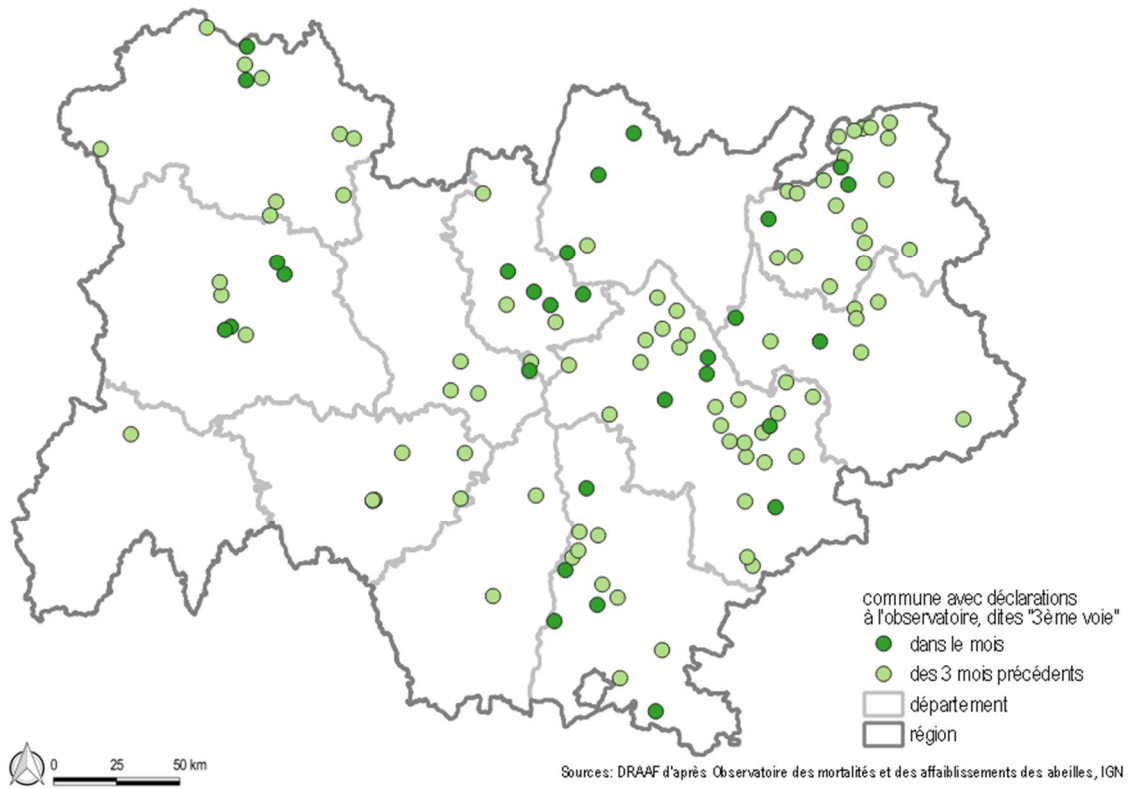 commune avec déclarations
à l'observatoire, dites "3ème voie"
dans le mois
des 3 mois précédents
département
région
0 25 50 km
Sources: DRAAF d'après Observatoire des mortalités et des affaiblissements des abeilles, IGN